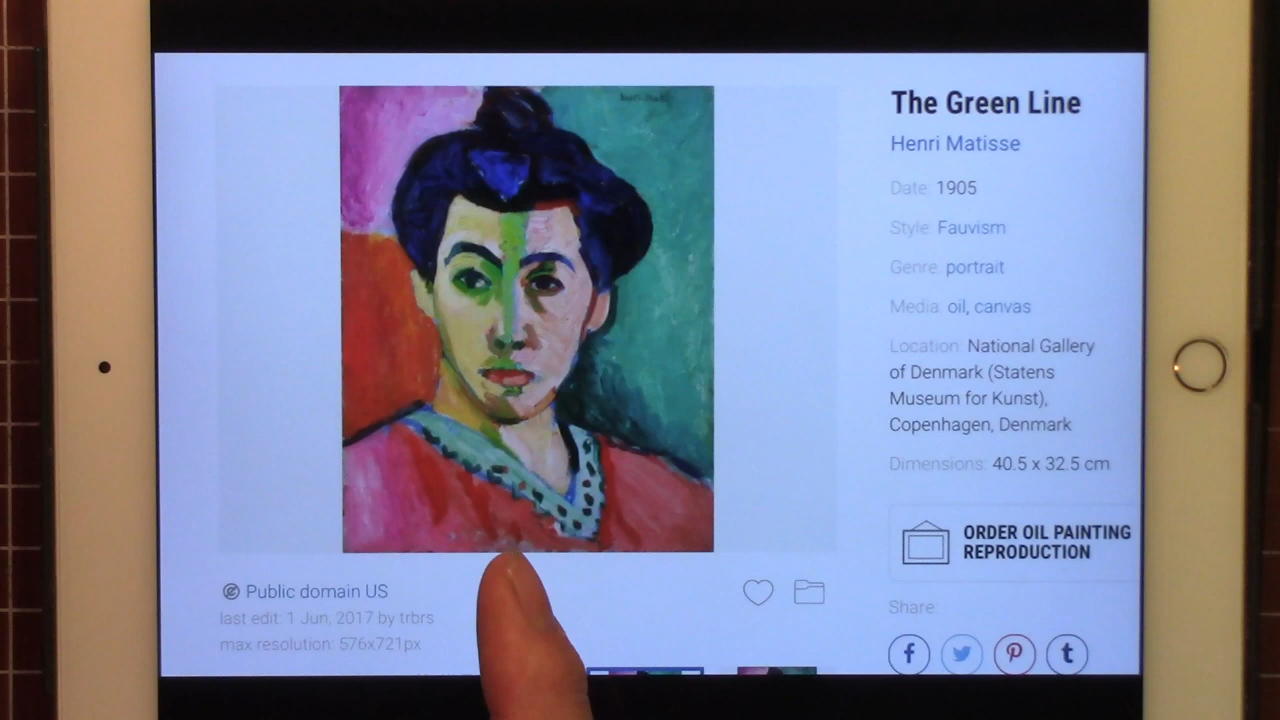 The Green Line
Henri Matisse
Date: 1905
Style: Fauvism
Genre: portrait
Media: oil, canvas
Location: National Gallery
of Denmark (Statens
Museum for Kunst),
Copenhagen, Denmark
Dimensions: 40.5 x 32.5 cm
ORDER OIL PAINTING
REPRODUCTION
Share:
f t
Public domain US
last edit: 1 Jun, 2017 by trbrs
max resolution: 576x721px